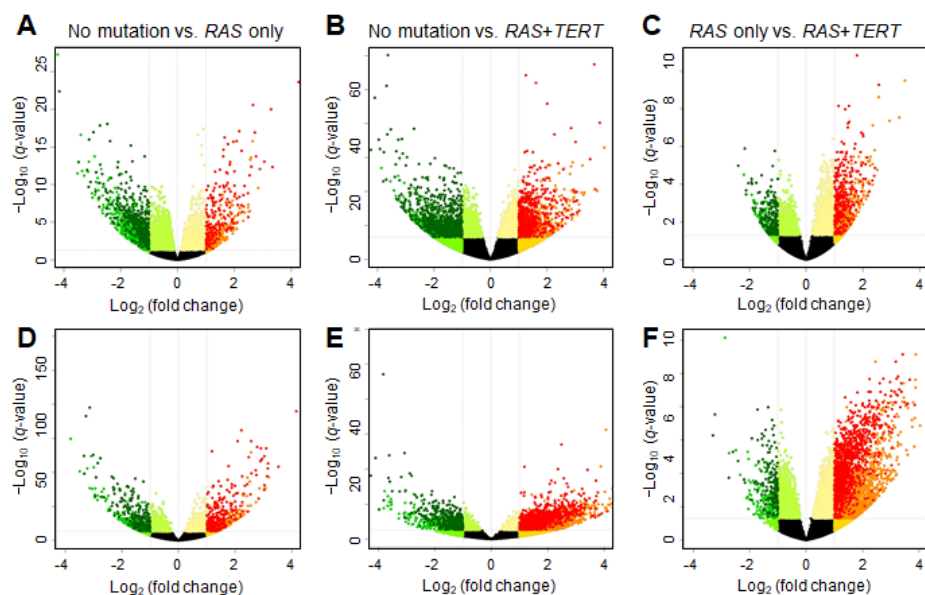 A No mutation vs. RAS only
B No mutation vs. RAS+TERT
C RAS only vs. RAS+TERT
−Log10 (q-value)
25
20
15
10
5
0
−4 −2 0 2 4
Log2 (fold change)
−Log10 (q-value)
60
40
20
0
−4 −2 0 2 4
Log2 (fold change)
−Log10 (q-value)
10
8
6
4
2
0
−4 −2 0 2 4
Log2 (fold change)
D
E
F
−Log10 (q-value)
150
100
50
0
−4 −2 0 2 4
Log2 (fold change)
−Log10 (q-value)
60
40
20
0
−4 −2 0 2 4
Log2 (fold change)
−Log10 (q-value)
10
8
6
4
2
0
−4 −2 0 2 4
Log2 (fold change)